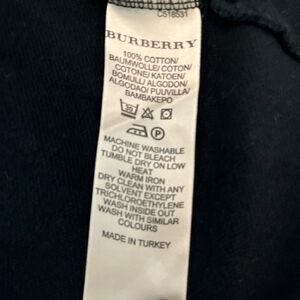 C518531
BURBERRY
100% COTTON/
BAUMWOLLE/ COTON/
COTONE/ KATOEN/
BOMULL/ ALGODON/
ALGODAO/ PUUVILLA/
BAMBAKEPO
P
MACHINE WASHABLE
DO NOT BLEACH
TUMBLE DRY ON LOW
HEAT
WARM IRON
DRY CLEAN WITH ANY
SOLVENT EXCEPT
TRICHLOROETHYLENE
WASH INSIDE OUT
WASH WITH SIMILAR
COLOURS
MADE IN TURKEY